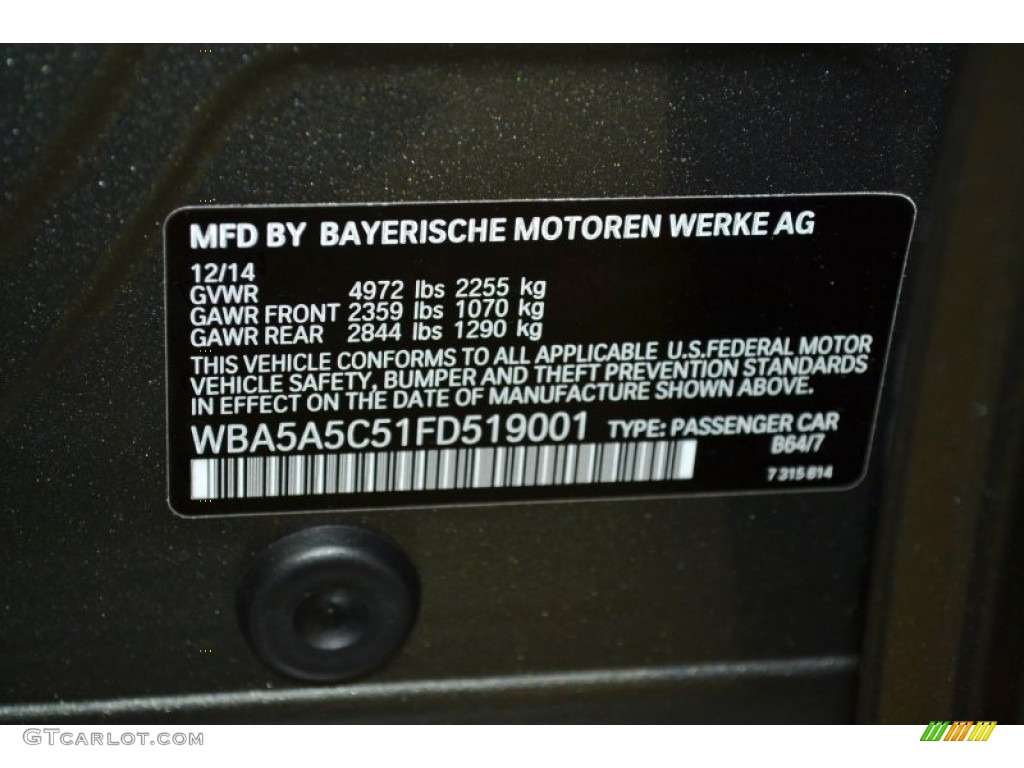 MFD BY BAYERISCHE MOTOREN WERKE AG
12/14
GVWR 4972 lbs 2255 kg
GAWR FRONT 2359 lbs 1070 kg
GAWR REAR 2844 lbs 1290 kg
THIS VEHICLE CONFORMS TO ALL APPLICABLE U.S.FEDERAL MOTOR
VEHICLE SAFETY, BUMPER AND THEFT PREVENTION STANDARDS
IN EFFECT ON THE DATE OF MANUFACTURE SHOWN ABOVE.
WBA5A5C51FD519001 TYPE: PASSENGER CAR
B64/7
7 315 814
GTCARLOT.COM